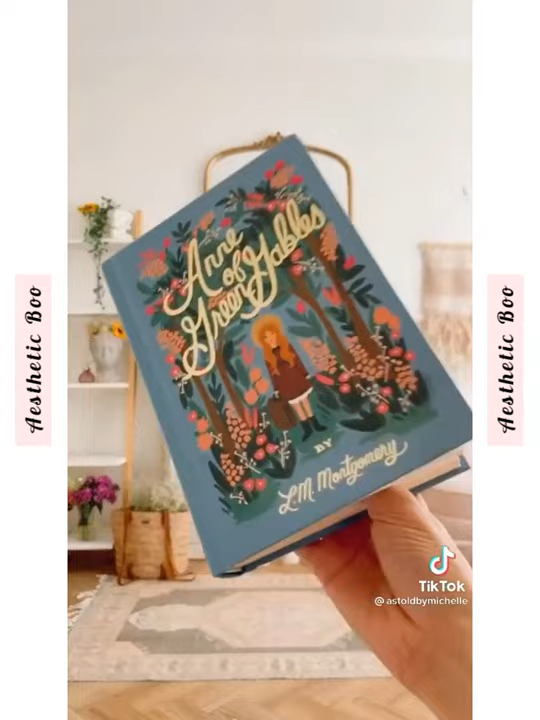 Aesthetic Boo
Anne
of
Green Gables
BY
L.M. Montgomery
TikTok
@astoldbymichelle
Aesthetic Boo